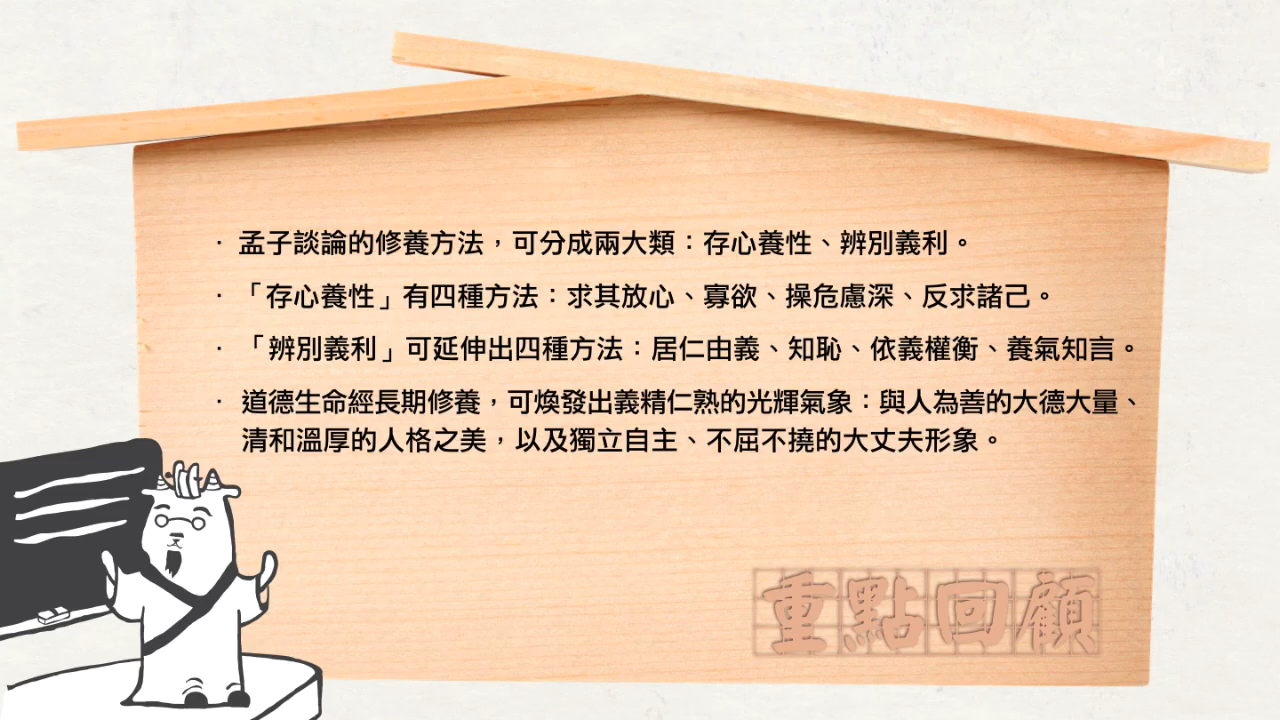 · 孟子談論的修養方法，可分成兩大類：存心養性、辨別義利。
· 「存心養性」有四種方法：求其放心、寡欲、操危慮深、反求諸己。
· 「辨別義利」可延伸出四種方法：居仁由義、知恥、依義權衡、養氣知言。
· 道德生命經長期修養，可煥發出義精仁熟的光輝氣象：與人為善的大德大量、
清和溫厚的人格之美，以及獨立自主、不屈不撓的大丈夫形象。
重點回顧